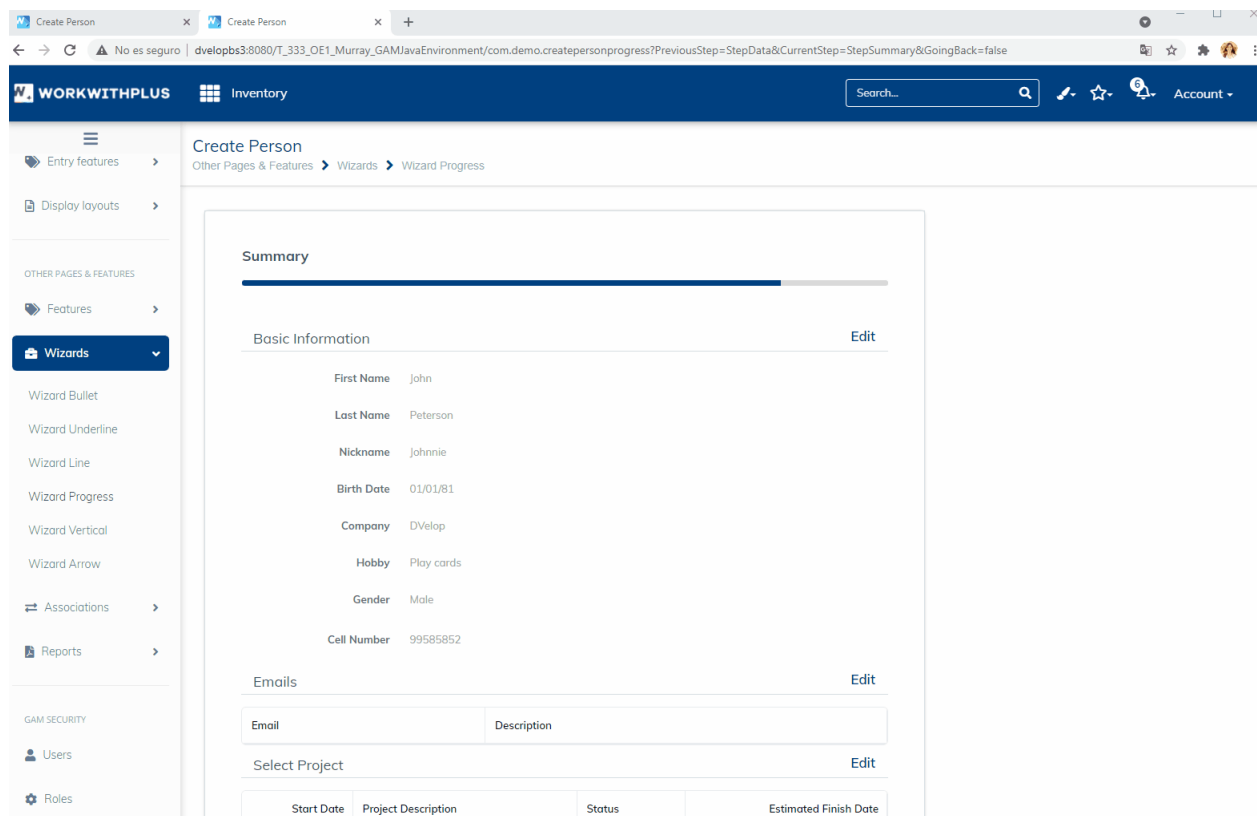 Create Person
Create Person
No es seguro | dvelopbs3:8080/T_333_OE1_Murray_GAMJavaEnvironment/com.demo.createpersonprogress?PreviousStep=StepData&CurrentStep=StepSummary&GoingBack=false
W. WORKWITHPLUS
Inventory
Search...
6
Account
Entry features
Display layouts
OTHER PAGES & FEATURES
Features
Wizards
Wizard Bullet
Wizard Underline
Wizard Line
Wizard Progress
Wizard Vertical
Wizard Arrow
Associations
Reports
GAM SECURITY
Users
Roles
Create Person
Other Pages & Features > Wizards > Wizard Progress
Summary
Basic Information Edit
First Name John
Last Name Peterson
Nickname Johnnie
Birth Date 01/01/81
Company DVelop
Hobby Play cards
Gender Male
Cell Number 99585852
Emails Edit
Email Description
Select Project Edit
Start Date Project Description Status Estimated Finish Date